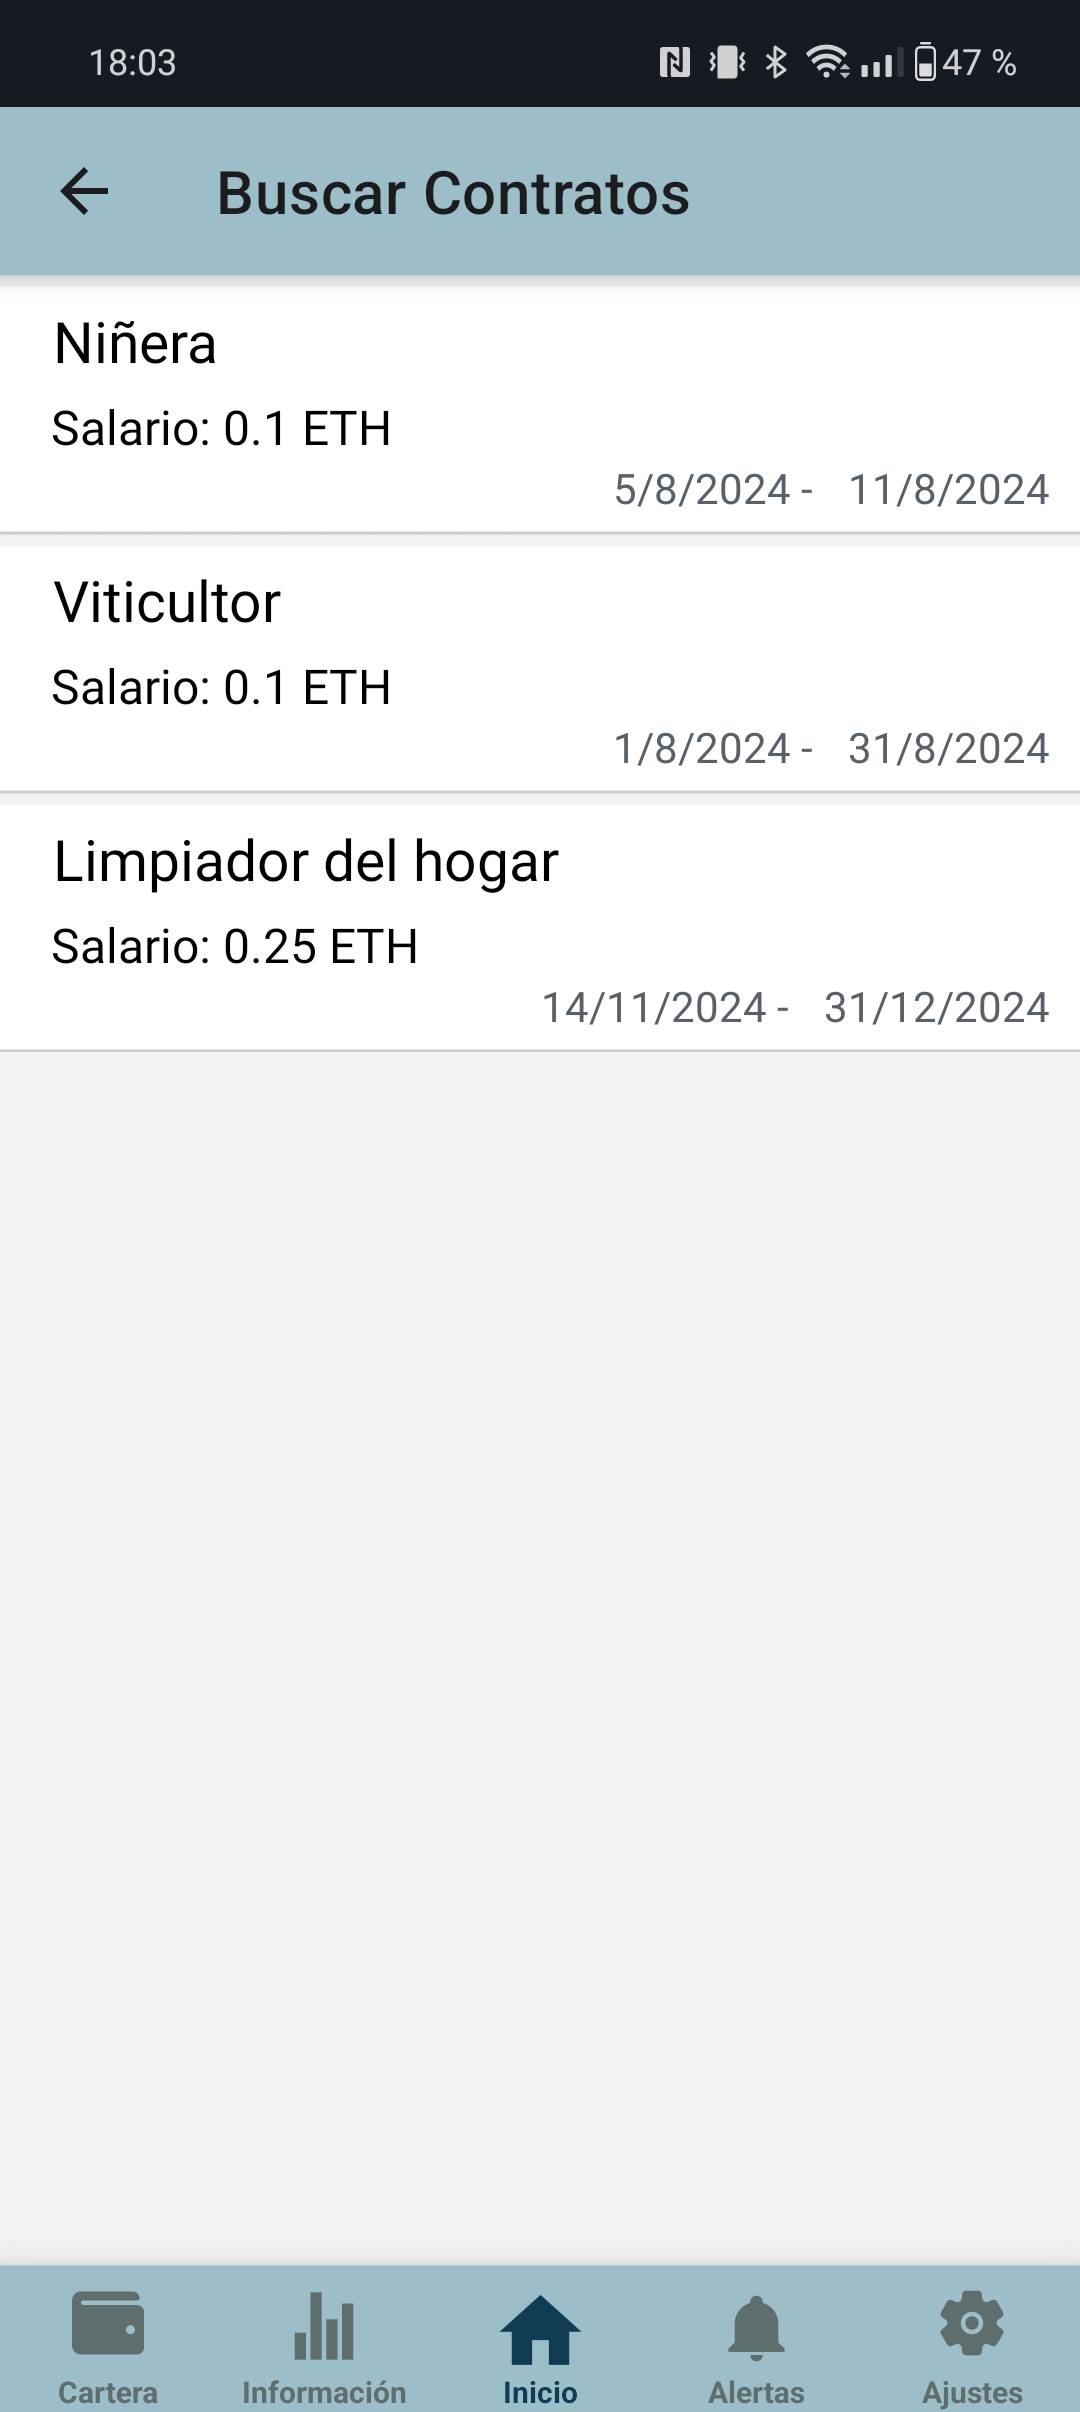 18:03 47 %
Buscar Contratos
Niñera
Salario: 0.1 ETH
5/8/2024 - 11/8/2024
Viticultor
Salario: 0.1 ETH
1/8/2024 - 31/8/2024
Limpiador del hogar
Salario: 0.25 ETH
14/11/2024 - 31/12/2024
Cartera Información Inicio Alertas Ajustes